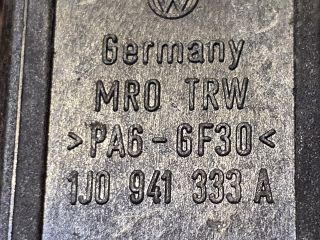 Germany
MRO TRW
>PA6-GF30<
1J0 941 333 A